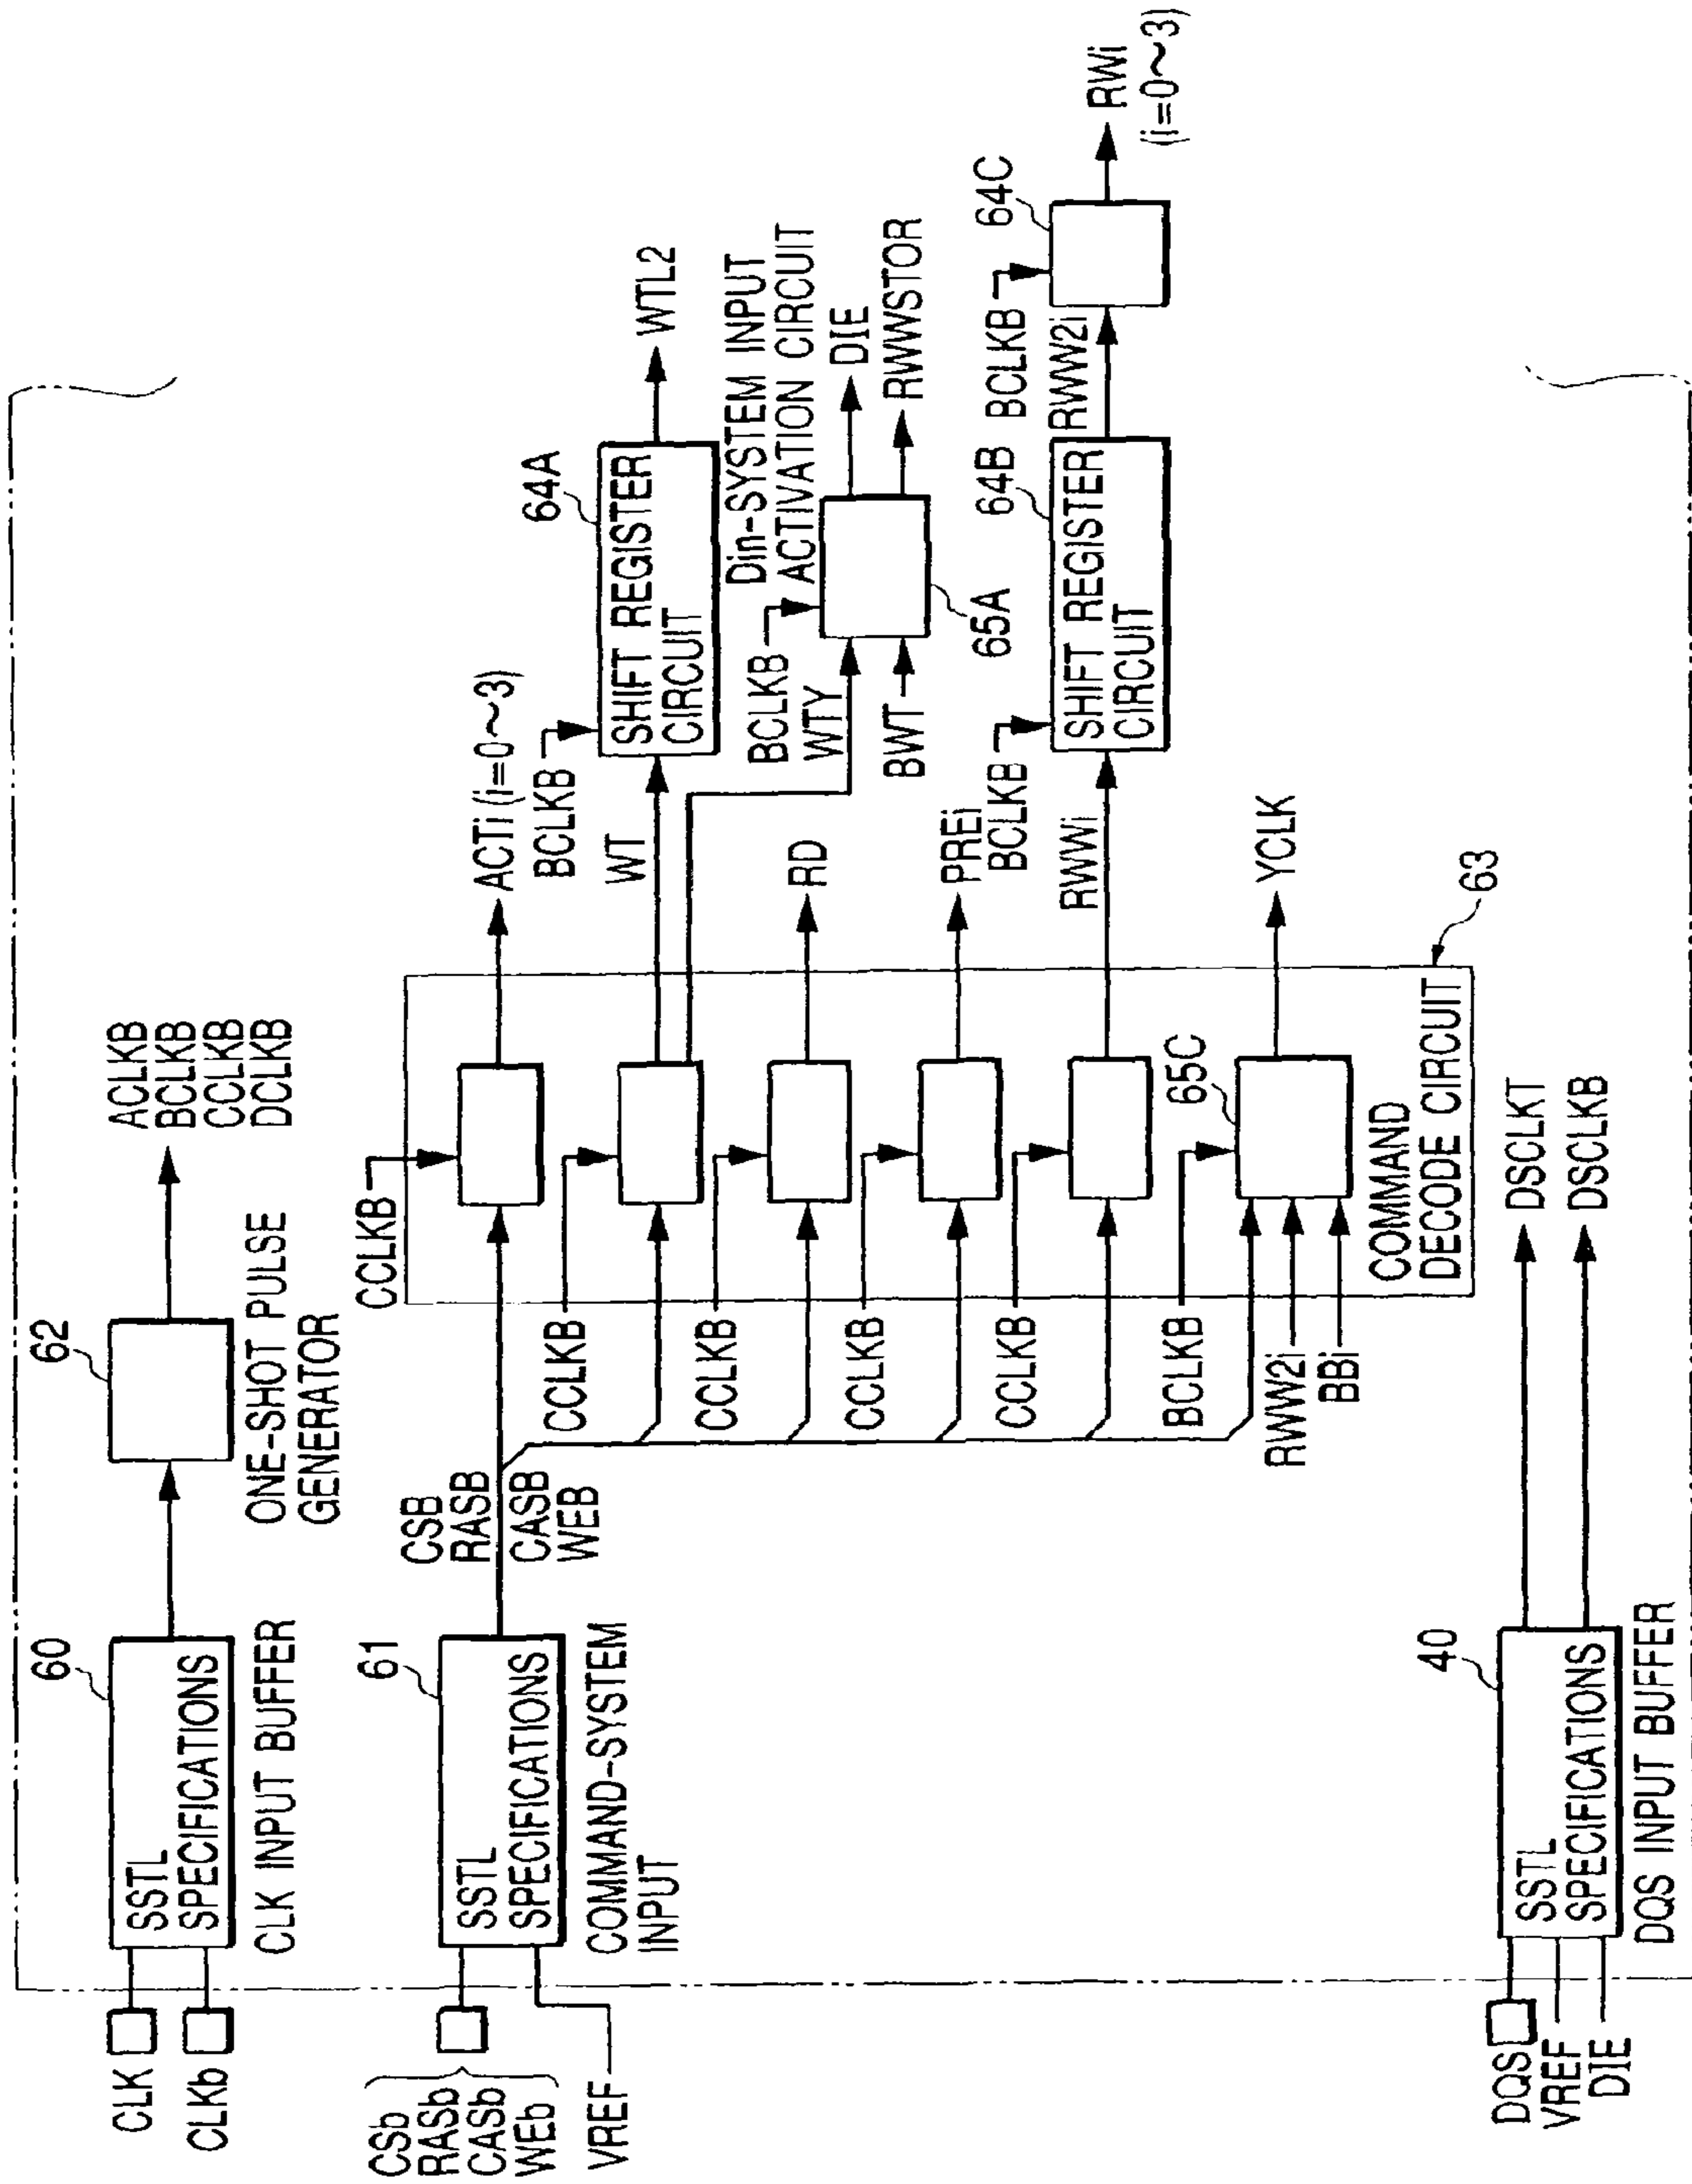 CLK
CLKb
60
SSTL
SPECIFICATIONS
CLK INPUT BUFFER
62
ONE-SHOT PULSE
GENERATOR
ACLKB
BCLKB
CCLKB
DCLKB
CSb
RASb
CASb
WEb
VREF
61
SSTL
SPECIFICATIONS
COMMAND-SYSTEM
INPUT
CSB
RASB
CASB
WEB
CCLKB
CCLKB
CCLKB
CCLKB
CCLKB
BCLKB
RWW2i
BBi
65C
COMMAND
DECODE CIRCUIT
63
ACTi (i=0~3)
BCLKB
WT
64A
SHIFT REGISTER
CIRCUIT
WTL2
Din-SYSTEM INPUT
ACTIVATION CIRCUIT
BCLKB
WTY
BWT
65A
DIE
RWWSTOR
RD
PREi
BCLKB
RWWi
64B
SHIFT REGISTER
CIRCUIT
BCLKB
RWW2i
64C
RWi
(i=0~3)
YCLK
DQS
VREF
DIE
40
SSTL
SPECIFICATIONS
DQS INPUT BUFFER
DSCLKT
DSCLKB